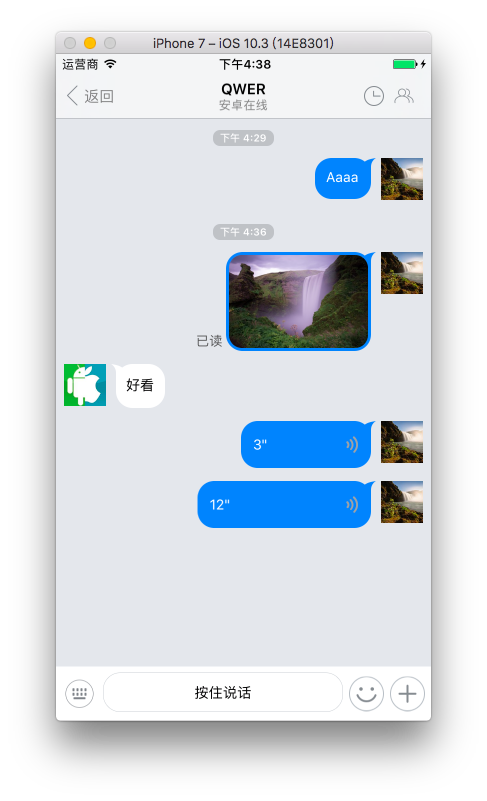 iPhone 7 – iOS 10.3 (14E8301)
运营商 下午4:38
返回
QWER
安卓在线
下午 4:29
Aaaa
下午 4:36
已读
好看
3"
12"
按住说话